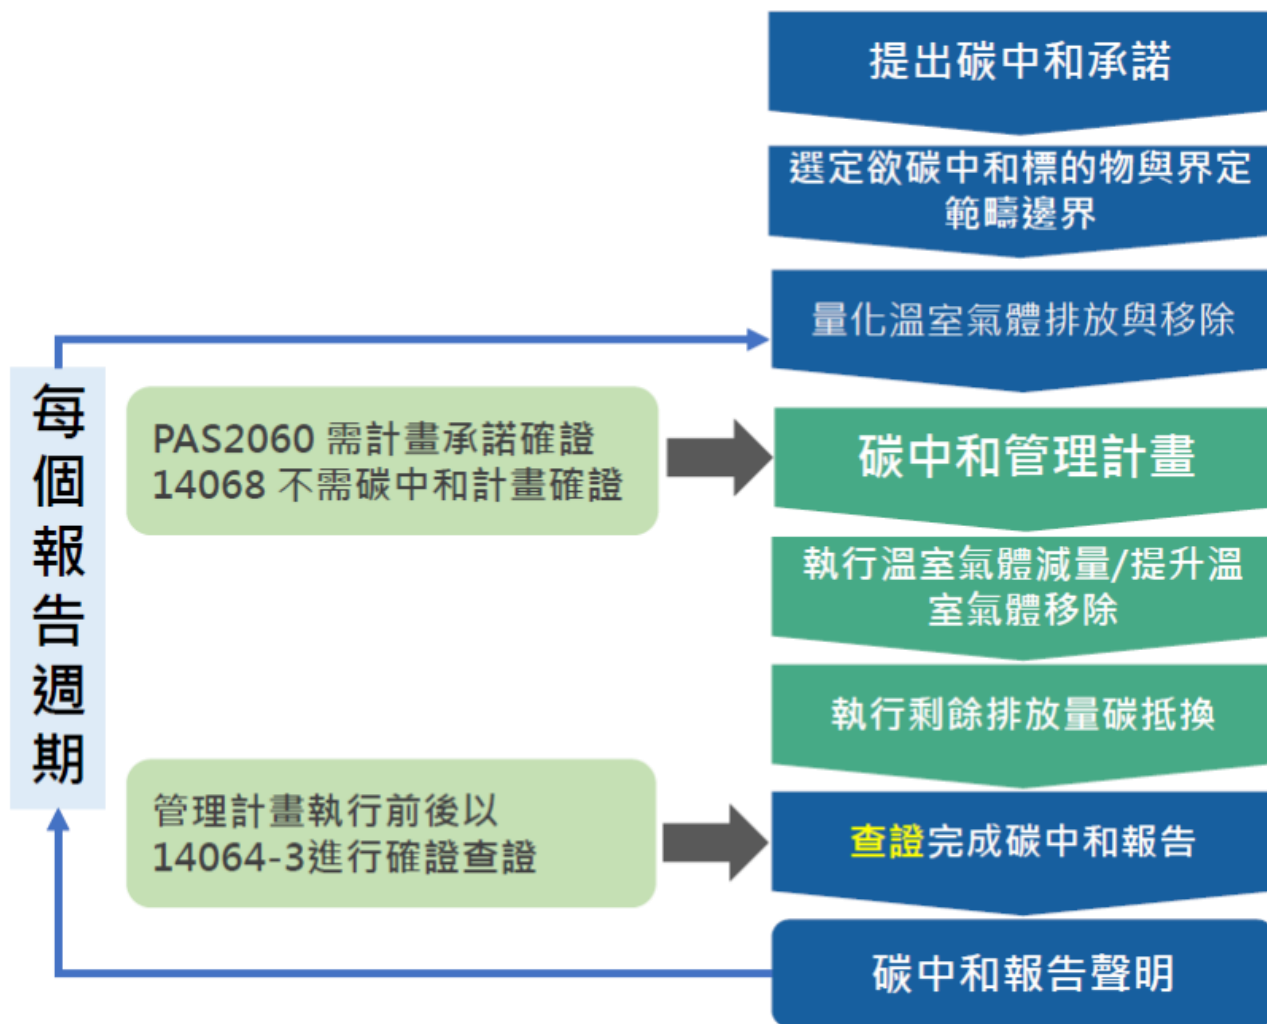 提出碳中和承諾
選定欲碳中和標的物與界定
範疇邊界
量化溫室氣體排放與移除
每個報告週期
PAS2060 需計畫承諾確證
14068 不需碳中和計畫確證
碳中和管理計畫
執行溫室氣體減量/提升溫
室氣體移除
執行剩餘排放量碳抵換
管理計畫執行前後以
14064-3進行確證查證
查證完成碳中和報告
碳中和報告聲明